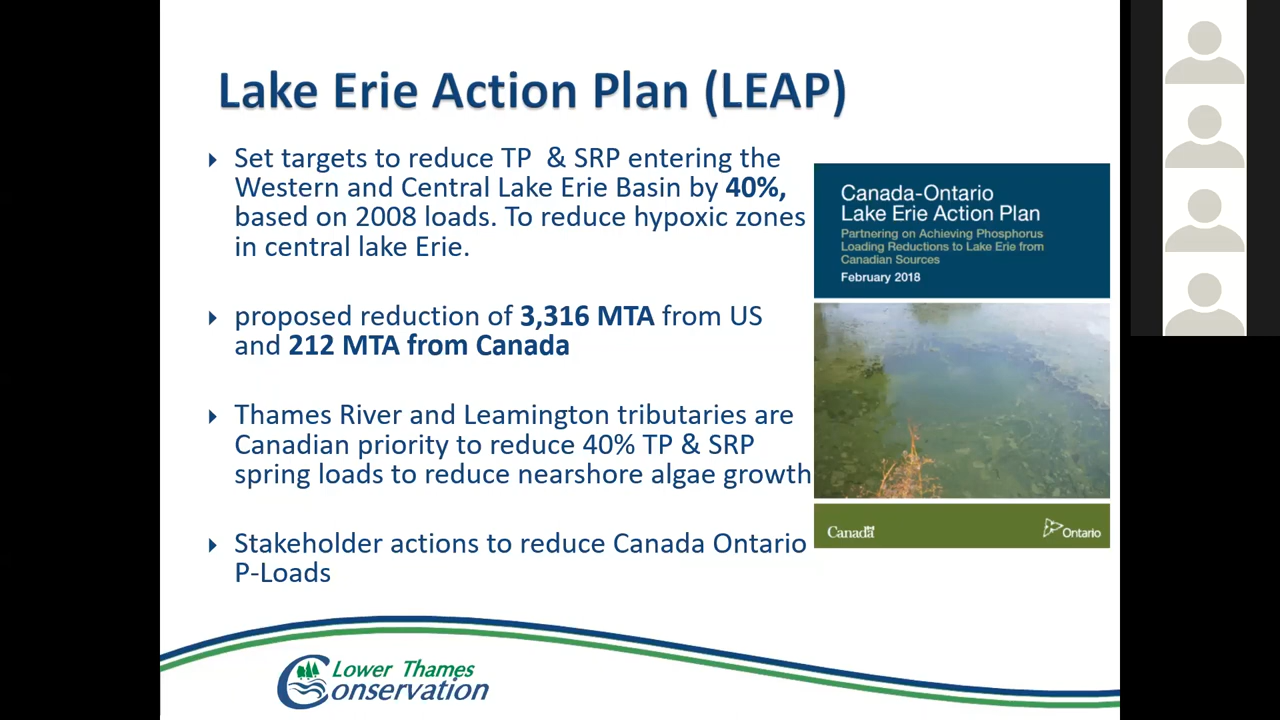 Lake Erie Action Plan (LEAP)
Set targets to reduce TP & SRP entering the
Western and Central Lake Erie Basin by 40%,
based on 2008 loads. To reduce hypoxic zones
in central lake Erie.
proposed reduction of 3,316 MTA from US
and 212 MTA from Canada
Thames River and Leamington tributaries are
Canadian priority to reduce 40% TP & SRP
spring loads to reduce nearshore algae growth
Stakeholder actions to reduce Canada Ontario
P-Loads
Canada-Ontario
Lake Erie Action Plan
Partnering on Achieving Phosphorus
Loading Reductions to Lake Erie from
Canadian Sources
February 2018
Canada
Ontario
Lower Thames
Conservation